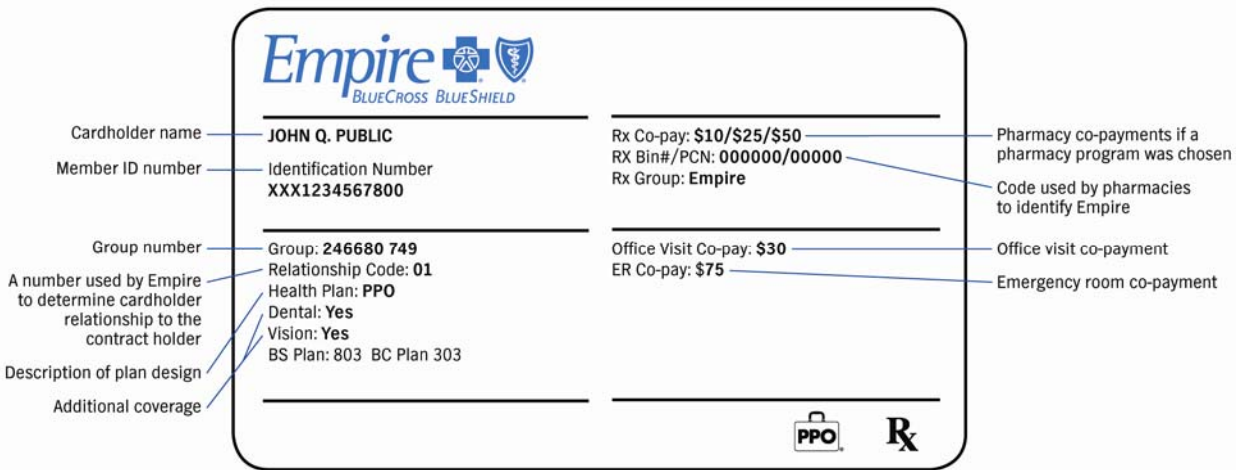 Empire
BLUECROSS BLUESHIELD
Cardholder name
JOHN Q. PUBLIC
Member ID number
Identification Number
XXX1234567800
Rx Co-pay: $10/$25/$50
RX Bin#/PCN: 000000/00000
Rx Group: Empire
Pharmacy co-payments if a
pharmacy program was chosen
Code used by pharmacies
to identify Empire
Group number
Group: 246680 749
A number used by Empire
to determine cardholder
relationship to the
contract holder
Relationship Code: 01
Health Plan: PPO
Dental: Yes
Vision: Yes
BS Plan: 803 BC Plan 303
Description of plan design
Additional coverage
Office Visit Co-pay: $30
ER Co-pay: $75
Office visit co-payment
Emergency room co-payment
PPO
Rx